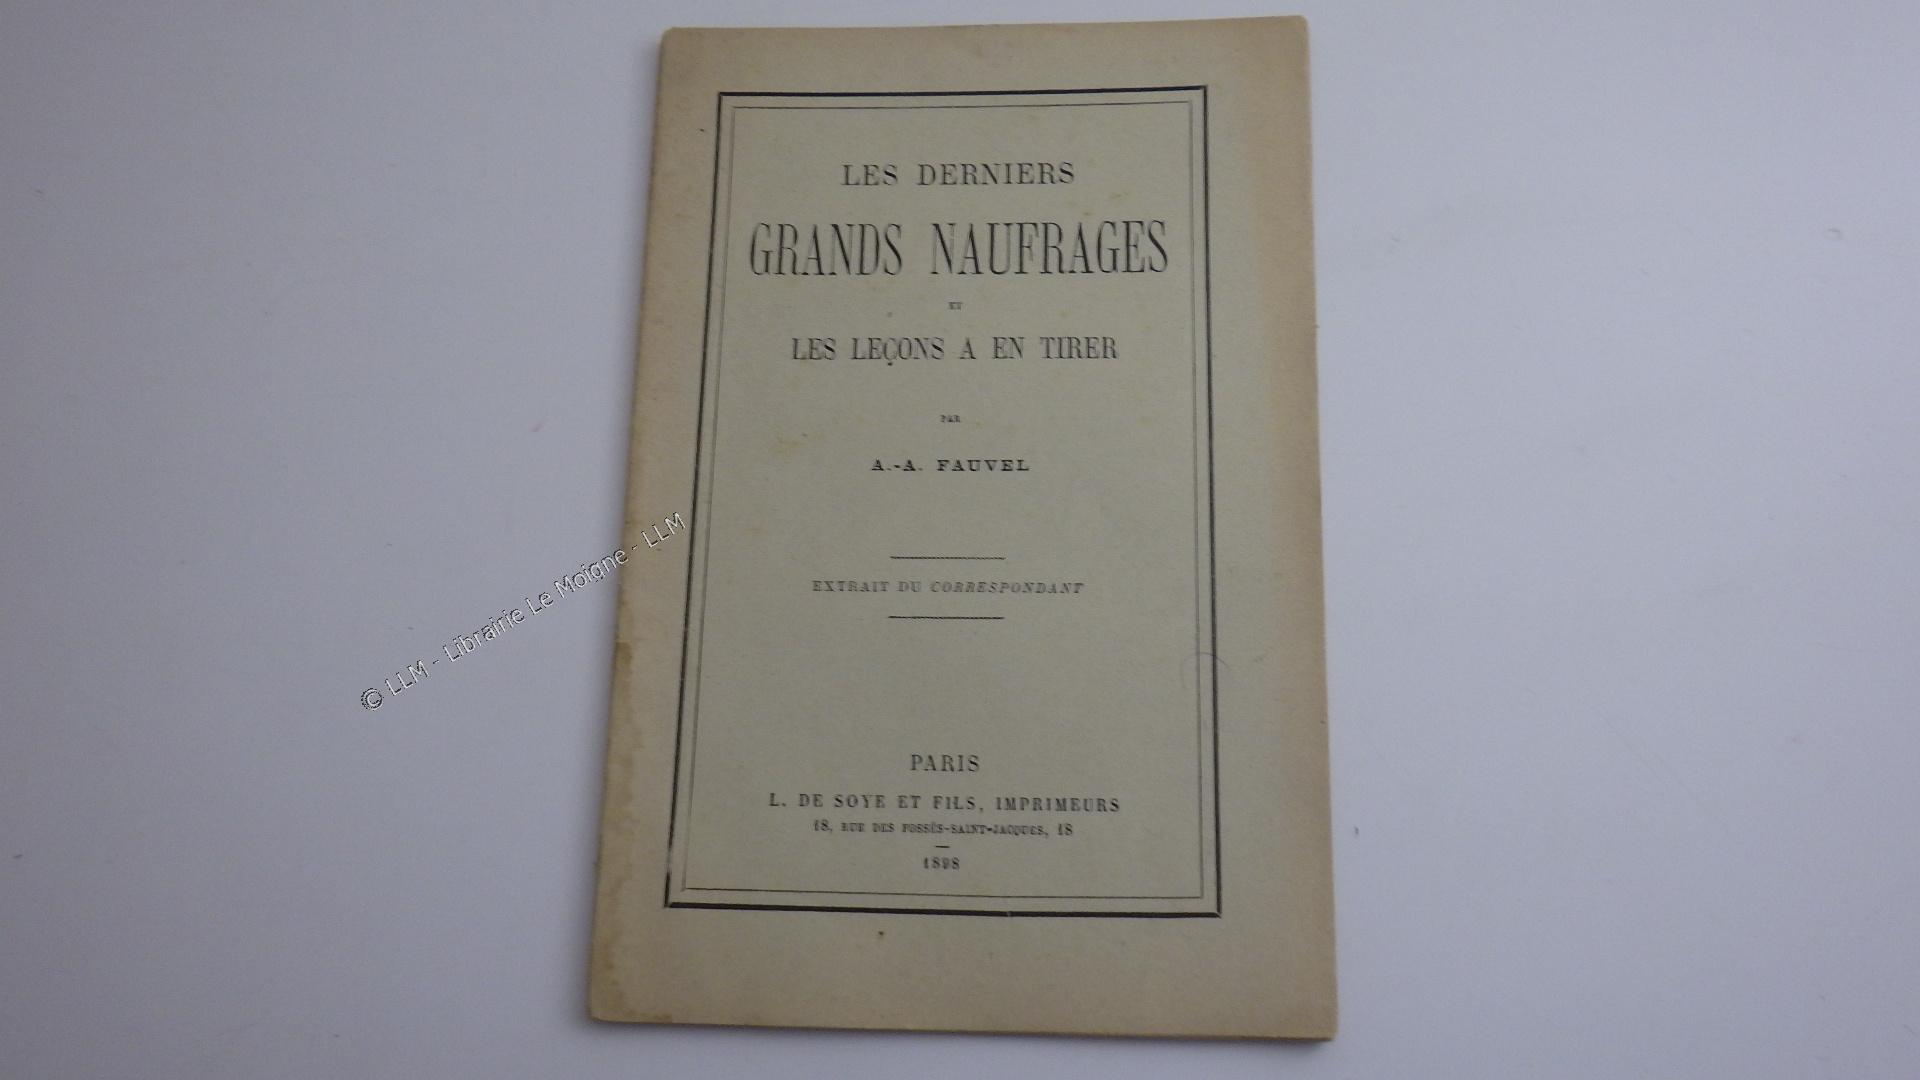 LES DERNIERS
GRANDS NAUFRAGES
ET
LES LEÇONS A EN TIRER
PAR
A.-A. FAUVEL
EXTRAIT DU CORRESPONDANT
PARIS
L. DE SOYE ET FILS, IMPRIMEURS
18, RUE DES FOSSÉS-SAINT-JACQUES, 18
1898
© LLM - Librairie Le Moigne - LLM